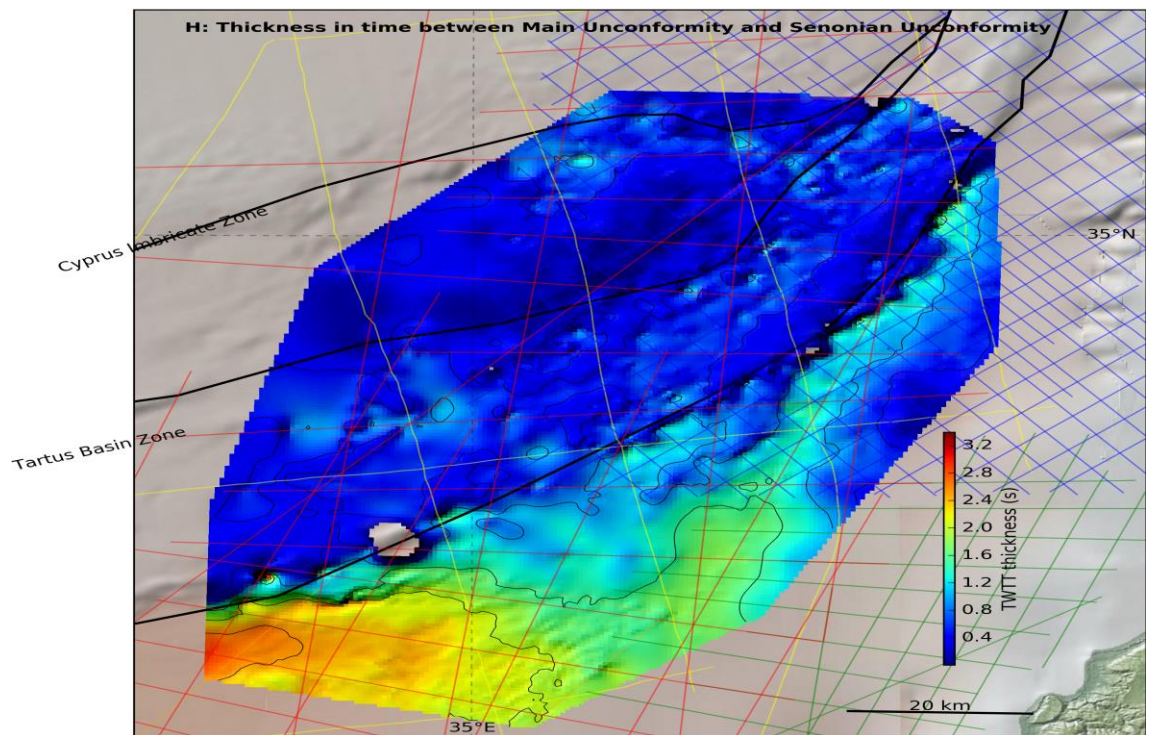 H: Thickness in time between Main Unconformity and Senonian Unconformity
Cyprus Imbricate Zone
35°N
Tartus Basin Zone
3.2
2.8
2.4
2.0
1.6
1.2
0.8
0.4
TWTT thickness (s)
20 km
35°E